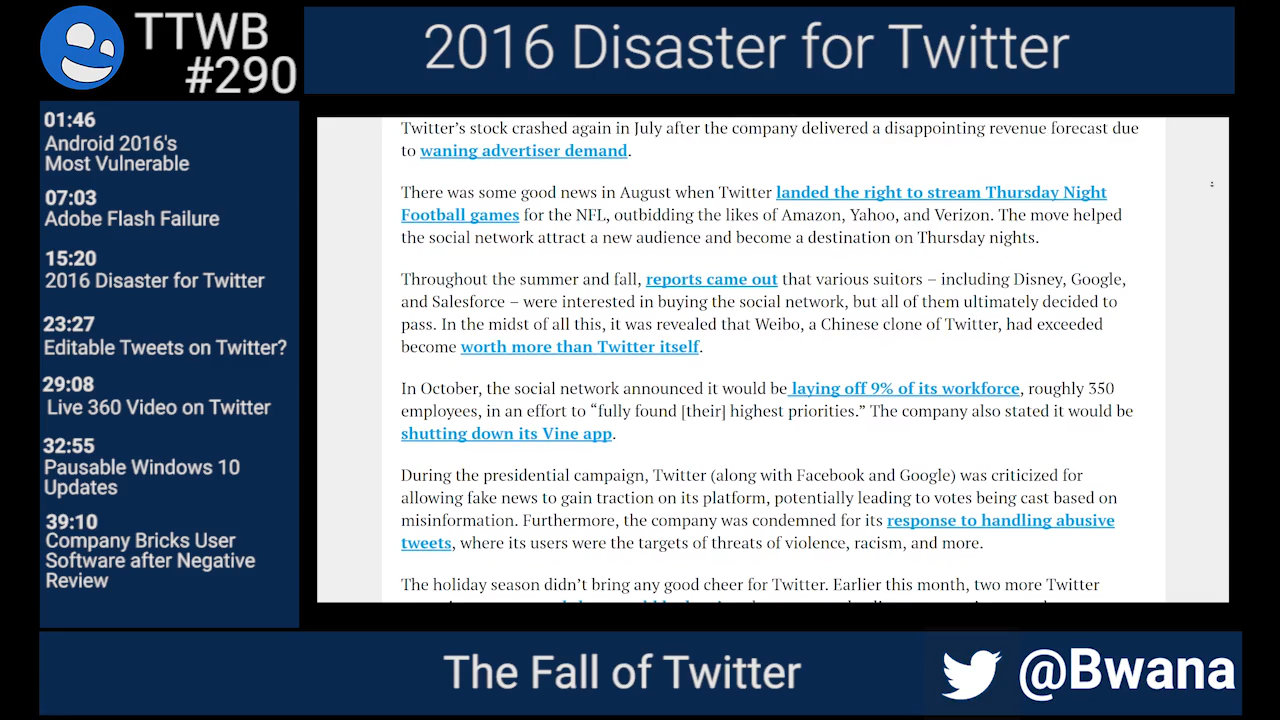 TTWB
#290
2016 Disaster for Twitter
01:46
Android 2016's
Most Vulnerable
07:03
Adobe Flash Failure
15:20
2016 Disaster for Twitter
23:27
Editable Tweets on Twitter?
29:08
Live 360 Video on Twitter
32:55
Pausable Windows 10
Updates
39:10
Company Bricks User
Software after Negative
Review
Twitter’s stock crashed again in July after the company delivered a disappointing revenue forecast due
to waning advertiser demand.
There was some good news in August when Twitter landed the right to stream Thursday Night
Football games for the NFL, outbidding the likes of Amazon, Yahoo, and Verizon. The move helped
the social network attract a new audience and become a destination on Thursday nights.
Throughout the summer and fall, reports came out that various suitors – including Disney, Google,
and Salesforce – were interested in buying the social network, but all of them ultimately decided to
pass. In the midst of all this, it was revealed that Weibo, a Chinese clone of Twitter, had exceeded
become worth more than Twitter itself.
In October, the social network announced it would be laying off 9% of its workforce, roughly 350
employees, in an effort to “fully found [their] highest priorities.” The company also stated it would be
shutting down its Vine app.
During the presidential campaign, Twitter (along with Facebook and Google) was criticized for
allowing fake news to gain traction on its platform, potentially leading to votes being cast based on
misinformation. Furthermore, the company was condemned for its response to handling abusive
tweets, where its users were the targets of threats of violence, racism, and more.
The holiday season didn’t bring any good cheer for Twitter. Earlier this month, two more Twitter
The Fall of Twitter
@Bwana